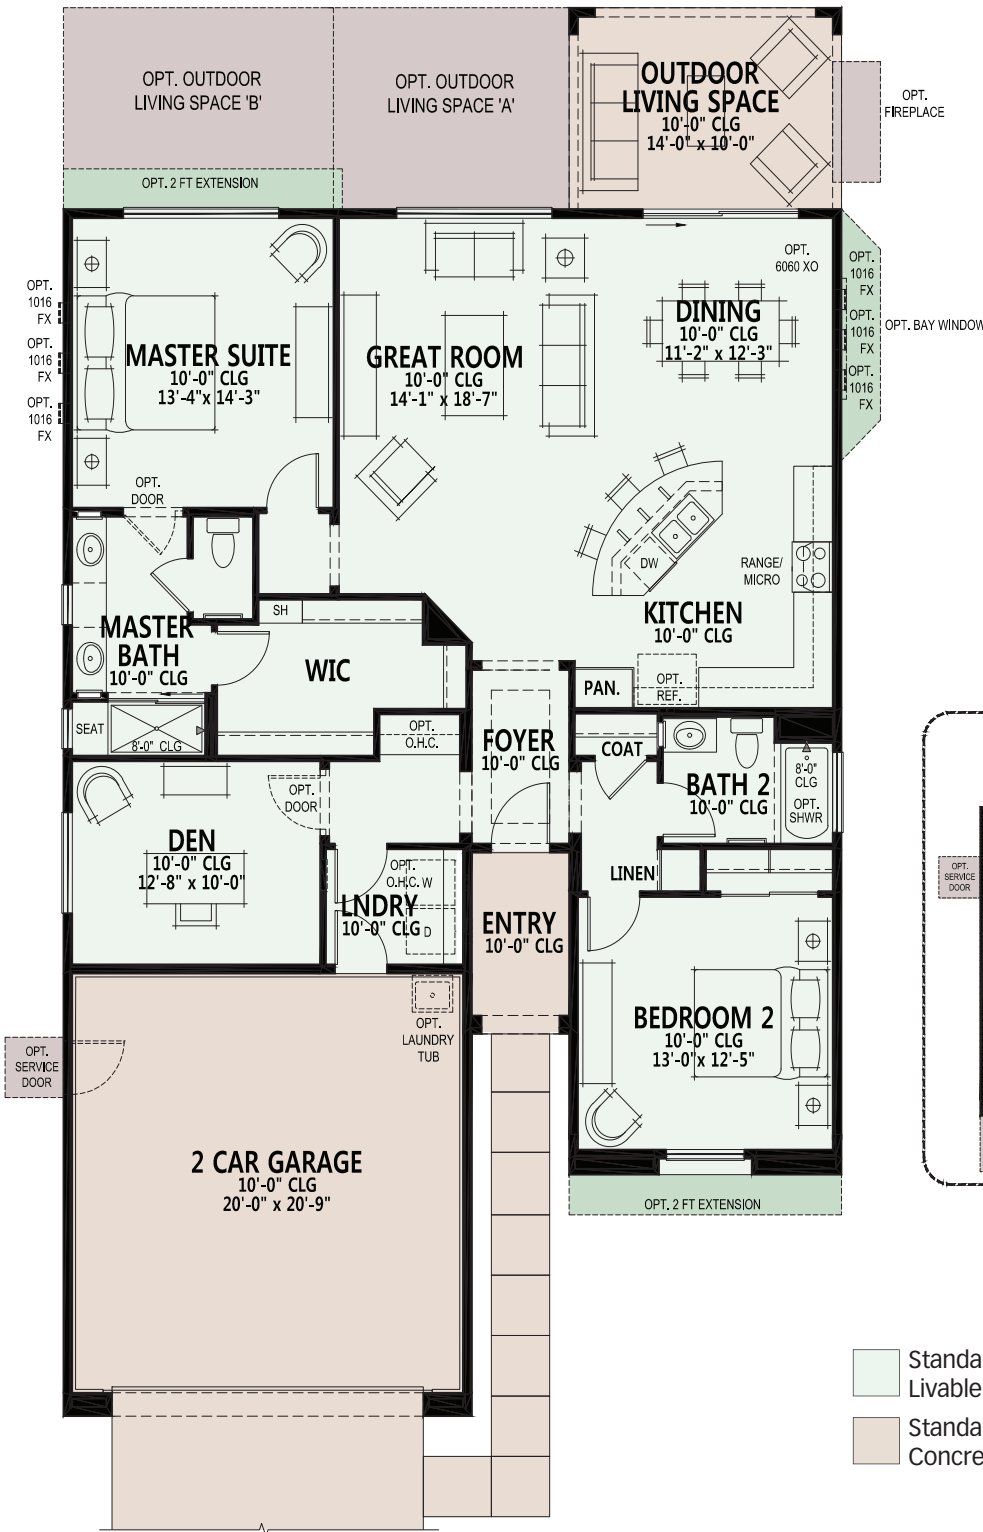 OPT. OUTDOOR
LIVING SPACE 'B'
OPT. OUTDOOR
LIVING SPACE 'A'
OUTDOOR
LIVING SPACE
10'-0" CLG
14'-0" x 10'-0"
OPT.
FIREPLACE
OPT. 2 FT EXTENSION
OPT.
6060 XO
OPT.
1016
FX
OPT.
1016
FX
OPT.
1016
FX
OPT. BAY WINDOW
OPT.
1016
FX
OPT.
1016
FX
OPT.
1016
FX
MASTER SUITE
10'-0" CLG
13'-4"x 14'-3"
GREAT ROOM
10'-0" CLG
14'-1" x 18'-7"
DINING
10'-0" CLG
11'-2" x 12'-3"
OPT.
DOOR
DW
RANGE/
MICRO
KITCHEN
10'-0" CLG
SH
MASTER
BATH
10'-0" CLG
WIC
PAN.
OPT.
REF.
SEAT
8'-0" CLG
OPT.
O.H.C.
FOYER
10'-0" CLG
COAT
BATH 2
10'-0" CLG
8'-0"
CLG
OPT.
SHWR
OPT.
DOOR
DEN
10'-0" CLG
12'-8" x 10'-0"
OPT.
O.H.C. W
LNDRY
10'-0" CLG
D
ENTRY
10'-0" CLG
LINEN
OPT.
SERVICE
DOOR
BEDROOM 2
10'-0" CLG
13'-0"x 12'-5"
OPT.
LAUNDRY
TUB
OPT.
SERVICE
DOOR
2 CAR GARAGE
10'-0" CLG
20'-0" x 20'-9"
OPT. 2 FT EXTENSION
Standa
Livable
Standa
Concre